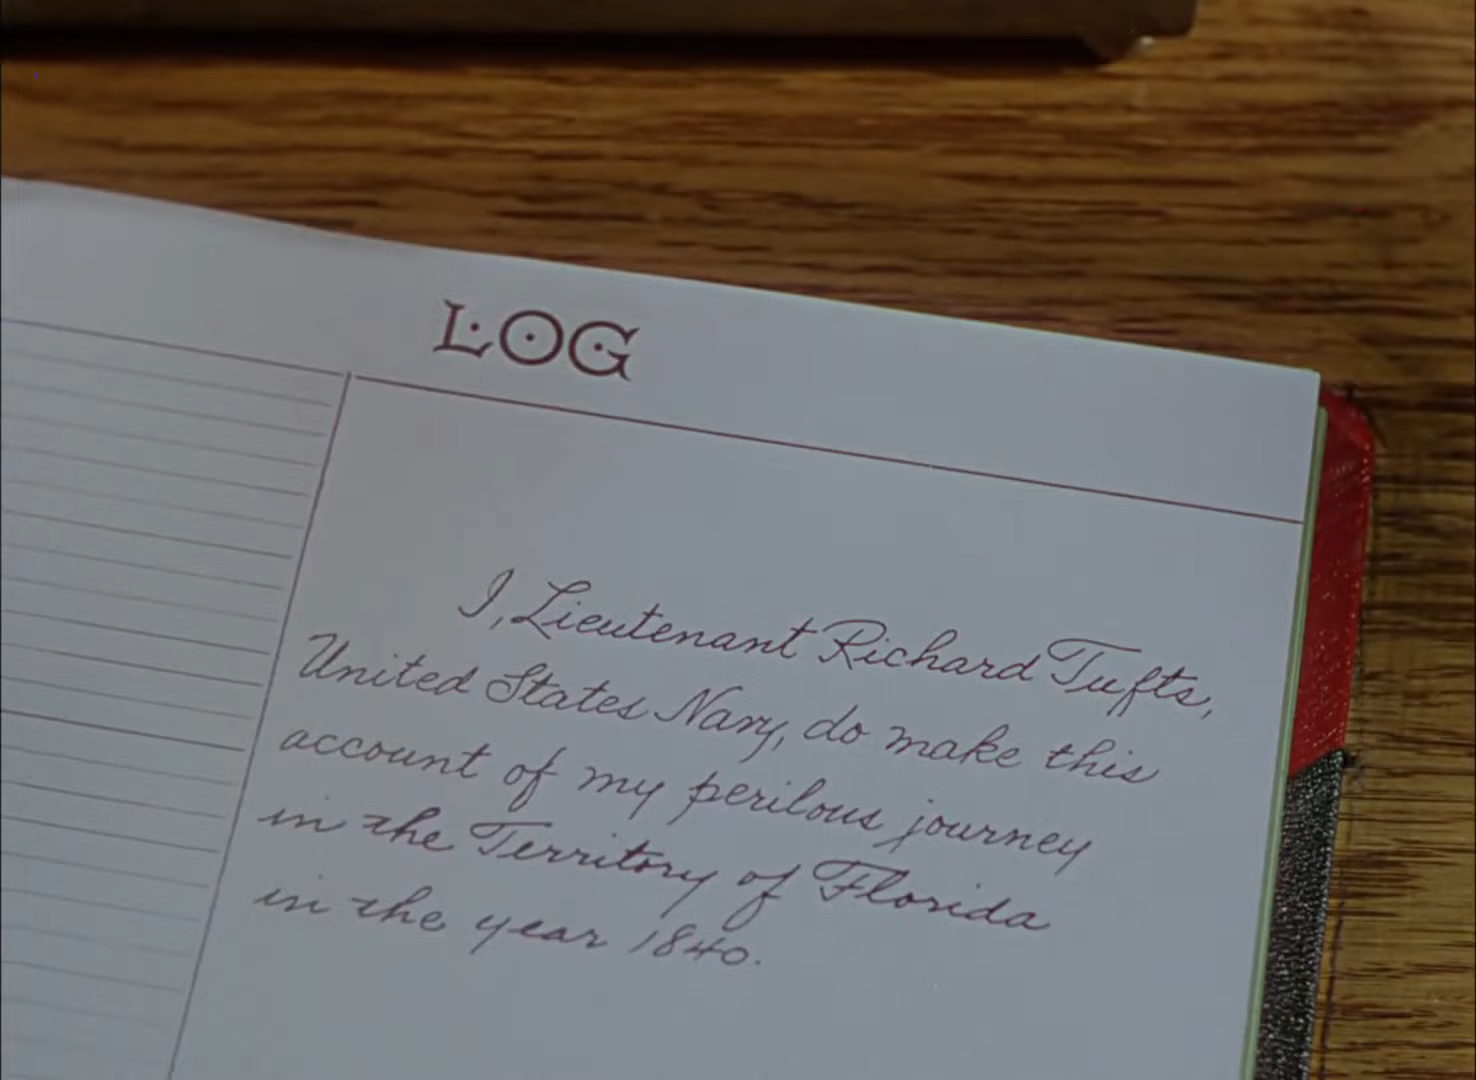 LOG
I, Lieutenant Richard Tufts,
United States Navy, do make this
account of my perilous journey
in the Territory of Florida
in the year 1840.